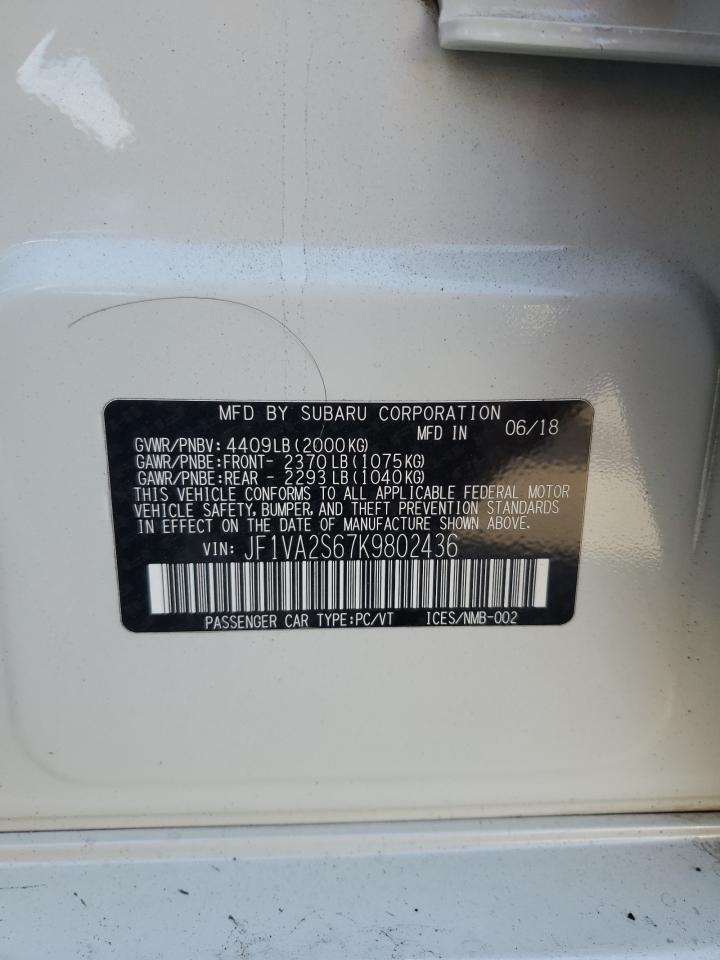 MFD BY SUBARU CORPORATION
MFD IN 06/18
GVWR/PNBV: 4409LB(2000KG)
GAWR/PNBE:FRONT- 2370LB(1075KG)
GAWR/PNBE:REAR - 2293LB(1040KG)
THIS VEHICLE CONFORMS TO ALL APPLICABLE FEDERAL MOTOR
VEHICLE SAFETY, BUMPER, AND THEFT PREVENTION STANDARDS
IN EFFECT ON THE DATE OF MANUFACTURE SHOWN ABOVE.
VIN: JF1VA2S67K9802436
PASSENGER CAR TYPE:PC/VT ICES/NMB-002